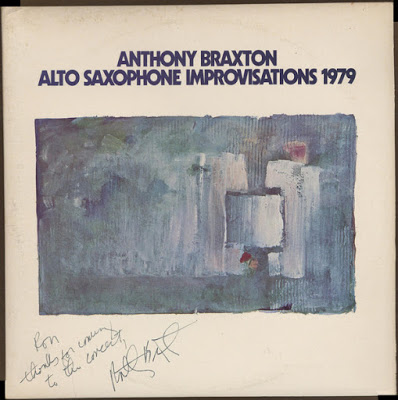 ANTHONY BRAXTON
ALTO SAXOPHONE IMPROVISATIONS 1979
Ron
thanks for coming
to the concert